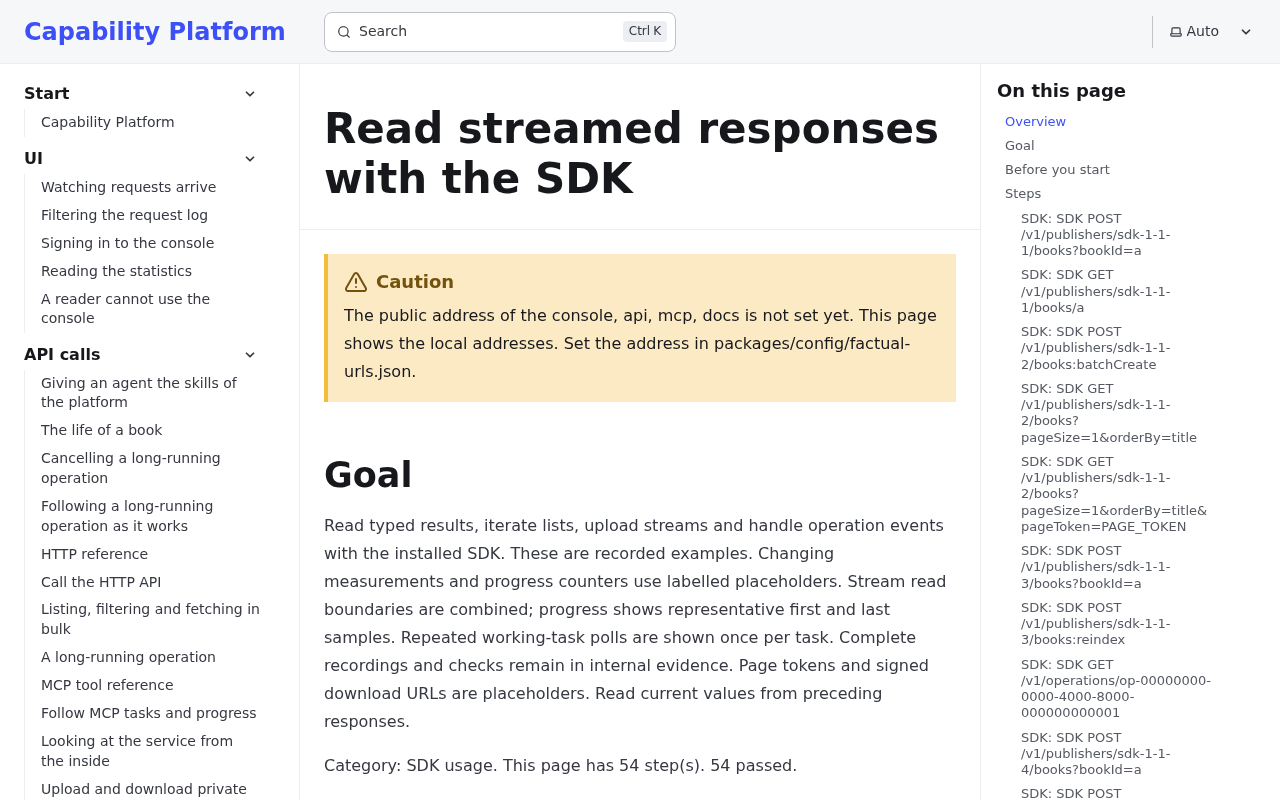 Capability Platform
Search
Ctrl K
Auto
Start
Capability Platform
UI
Watching requests arrive
Filtering the request log
Signing in to the console
Reading the statistics
A reader cannot use the
console
API calls
Giving an agent the skills of
the platform
The life of a book
Cancelling a long-running
operation
Following a long-running
operation as it works
HTTP reference
Call the HTTP API
Listing, filtering and fetching in
bulk
A long-running operation
MCP tool reference
Follow MCP tasks and progress
Looking at the service from
the inside
Upload and download private
Read streamed responses
with the SDK
Caution
The public address of the console, api, mcp, docs is not set yet. This page
shows the local addresses. Set the address in packages/config/factual-
urls.json.
Goal
Read typed results, iterate lists, upload streams and handle operation events
with the installed SDK. These are recorded examples. Changing
measurements and progress counters use labelled placeholders. Stream read
boundaries are combined; progress shows representative first and last
samples. Repeated working-task polls are shown once per task. Complete
recordings and checks remain in internal evidence. Page tokens and signed
download URLs are placeholders. Read current values from preceding
responses.
Category: SDK usage. This page has 54 step(s). 54 passed.
On this page
Overview
Goal
Before you start
Steps
SDK: SDK POST
/v1/publishers/sdk-1-1-
1/books?bookId=a
SDK: SDK GET
/v1/publishers/sdk-1-1-
1/books/a
SDK: SDK POST
/v1/publishers/sdk-1-1-
2/books:batchCreate
SDK: SDK GET
/v1/publishers/sdk-1-1-
2/books?
pageSize=1&orderBy=title
SDK: SDK GET
/v1/publishers/sdk-1-1-
2/books?
pageSize=1&orderBy=title&
pageToken=PAGE_TOKEN
SDK: SDK POST
/v1/publishers/sdk-1-1-
3/books?bookId=a
SDK: SDK POST
/v1/publishers/sdk-1-1-
3/books:reindex
SDK: SDK GET
/v1/operations/op-00000000-
0000-4000-8000-
000000000001
SDK: SDK POST
/v1/publishers/sdk-1-1-
4/books?bookId=a
SDK: SDK POST